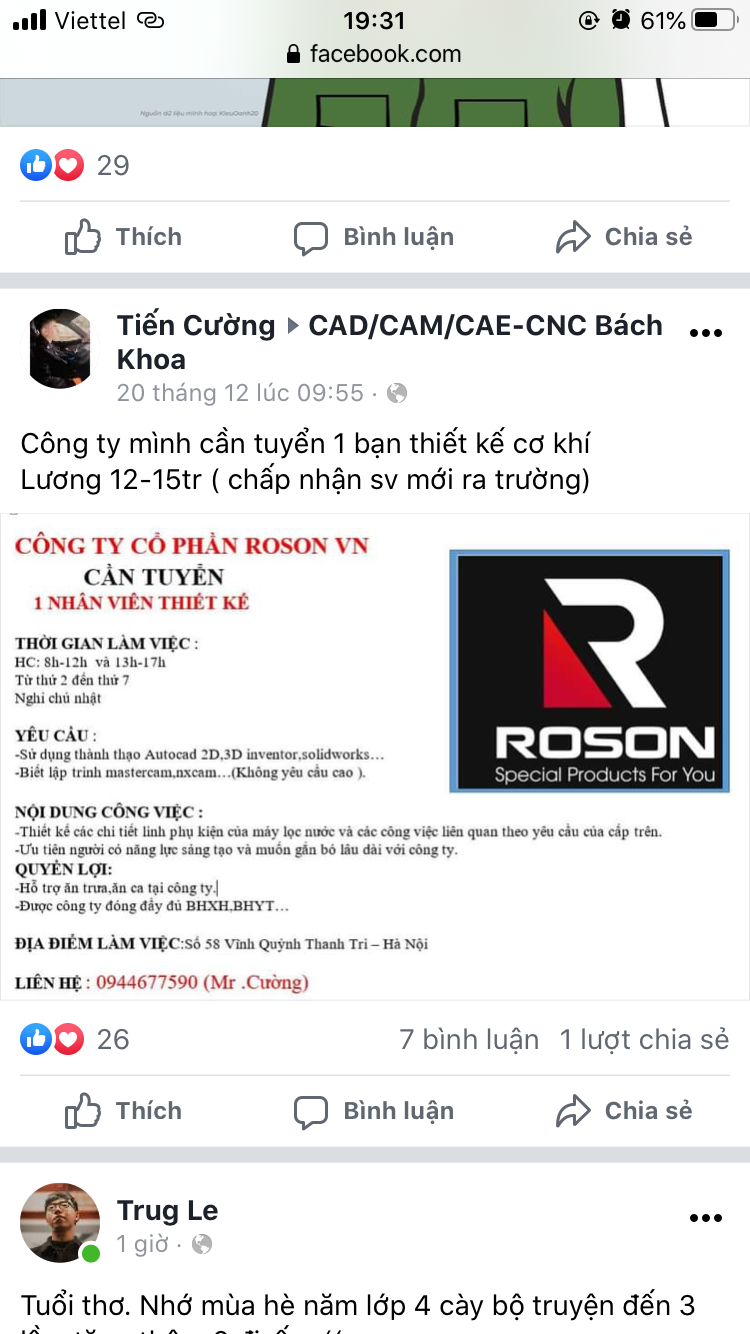 Viettel 19:31 61%
facebook.com
Nguồn dữ liệu minh hoạ: KieuOanh20
29
Thích Bình luận Chia sẻ
Tiến Cường ▸ CAD/CAM/CAE-CNC Bách
Khoa
20 tháng 12 lúc 09:55 ·
Công ty mình cần tuyển 1 bạn thiết kế cơ khí
Lương 12-15tr ( chấp nhận sv mới ra trường)
CÔNG TY CỔ PHẦN ROSON VN
CẦN TUYỂN
1 NHÂN VIÊN THIẾT KẾ
THỜI GIAN LÀM VIỆC :
HC: 8h-12h và 13h-17h
Từ thứ 2 đến thứ 7
Nghỉ chủ nhật
YÊU CẦU :
-Sử dụng thành thạo Autocad 2D,3D inventor,solidworks…
-Biết lập trình mastercam,nxcam…(Không yêu cầu cao ).
NỘI DUNG CÔNG VIỆC :
-Thiết kế các chi tiết linh phụ kiện của máy lọc nước và các công việc liên quan theo yêu cầu của cấp trên.
-Ưu tiên người có năng lực sáng tạo và muốn gắn bó lâu dài với công ty.
QUYỀN LỢI:
-Hỗ trợ ăn trưa,ăn ca tại công ty.
-Được công ty đóng đầy đủ BHXH,BHYT…
ĐỊA ĐIỂM LÀM VIỆC:Số 58 Vĩnh Quỳnh Thanh Trì – Hà Nội
LIÊN HỆ : 0944677590 (Mr .Cường)
ROSON
Special Products For You
26 7 bình luận 1 lượt chia sẻ
Thích Bình luận Chia sẻ
Trug Le
1 giờ ·
Tuổi thơ. Nhớ mùa hè năm lớp 4 cày bộ truyện đến 3